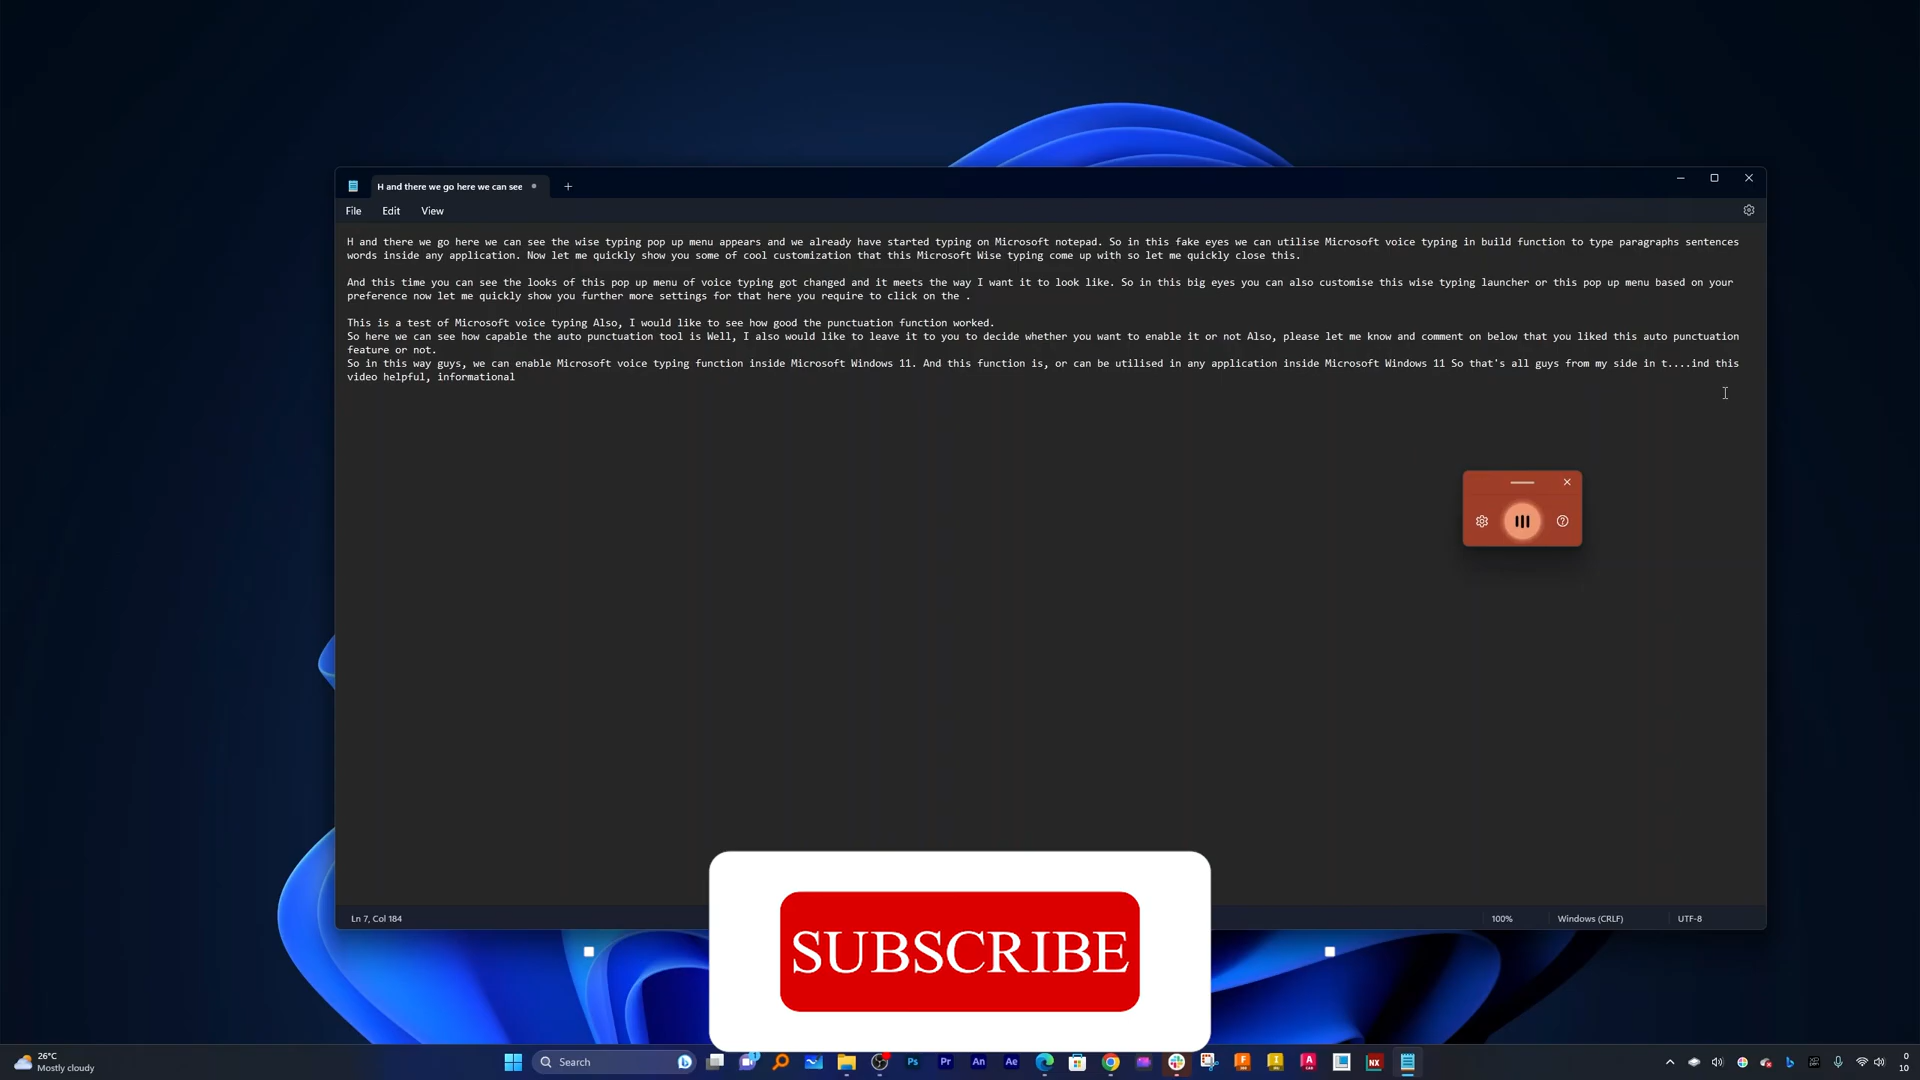 H and there we go here we can see
File
Edit
View
H and there we go here we can see the wise typing pop up menu appears and we already have started typing on Microsoft notepad. So in this fake eyes we can utilise Microsoft voice typing in build function to type paragraphs sentences
words inside any application. Now let me quickly show you some of cool customization that this Microsoft Wise typing come up with so let me quickly close this.
And this time you can see the looks of this pop up menu of voice typing got changed and it meets the way I want it to look like. So in this big eyes you can also customise this wise typing launcher or this pop up menu based on your
preference now let me quickly show you further more settings for that here you require to click on the .
This is a test of Microsoft voice typing Also, I would like to see how good the punctuation function worked.
So here we can see how capable the auto punctuation tool is Well, I also would like to leave it to you to decide whether you want to enable it or not Also, please let me know and comment on below that you liked this auto punctuation
feature or not.
So in this way guys, we can enable Microsoft voice typing function inside Microsoft Windows 11. And this function is, or can be utilised in any application inside Microsoft Windows 11 So that's all guys from my side in t....ind this
video helpful, informational
Ln 7, Col 184
100%
Windows (CRLF)
UTF-8
SUBSCRIBE
26°C
Mostly cloudy
Search
Ps
Pr
An
Ae
NX
0
10